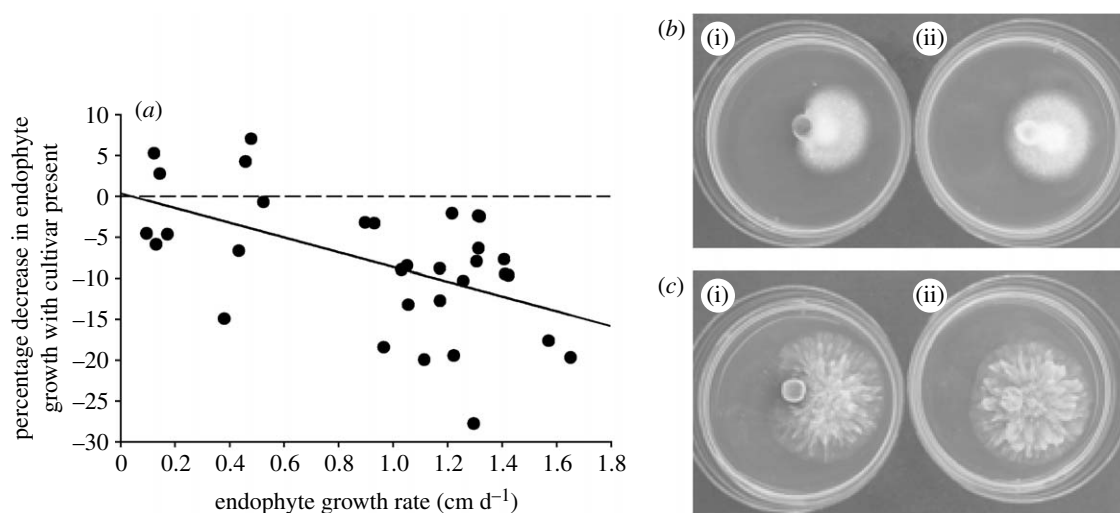 (a)
percentage decrease in endophyte
growth with cultivar present
10
5
0
–5
–10
–15
–20
–25
–30
0 0.2 0.4 0.6 0.8 1.0 1.2 1.4 1.6 1.8
endophyte growth rate (cm d–1)
(b)
(i) (ii)
(c)
(i) (ii)